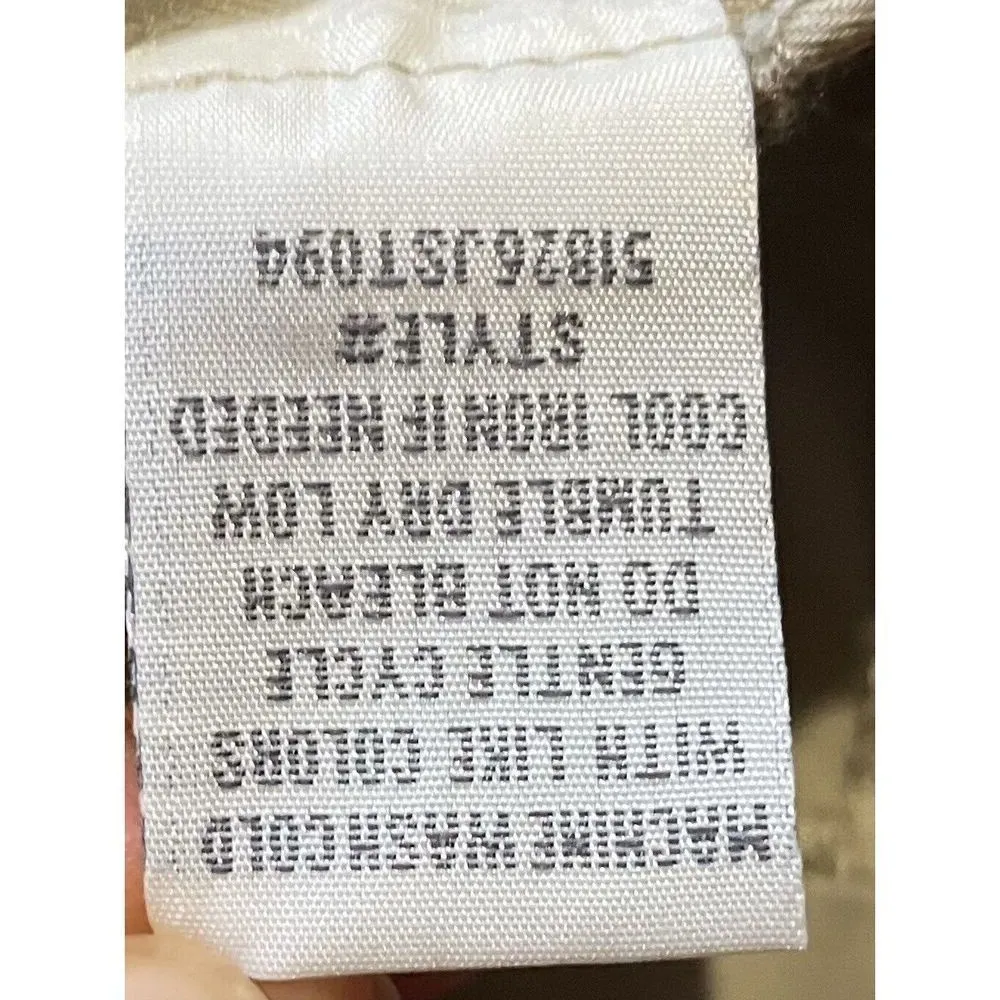 MACHINE WASH COLD
WITH LIKE COLORS
GENTLE CYCLE
DO NOT BLEACH
TUMBLE DRY LOW
COOL IRON IF NEEDED
STYLE#
51826JST094